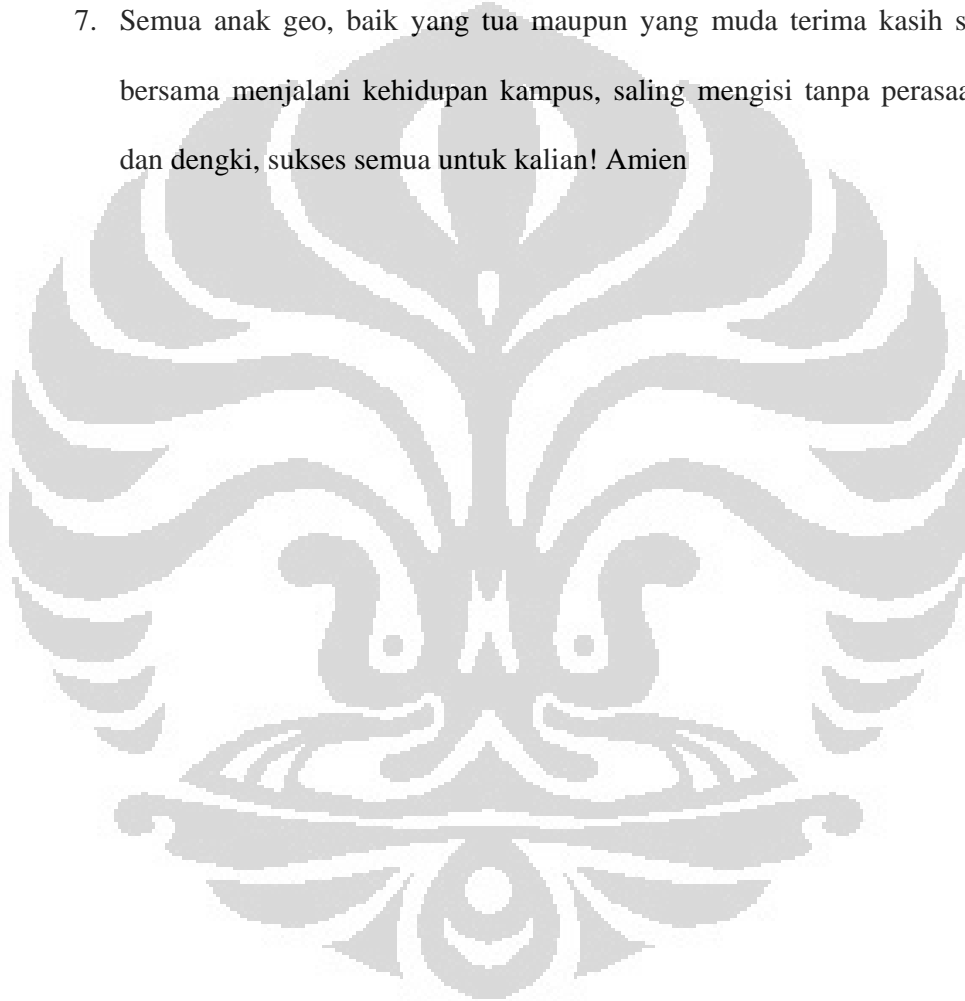 7. Semua anak geo, baik yang tua maupun yang muda terima kasih
bersama menjalani kehidupan kampus, saling mengisi tanpa
dan dengki, sukses semua untuk kalian! Amien